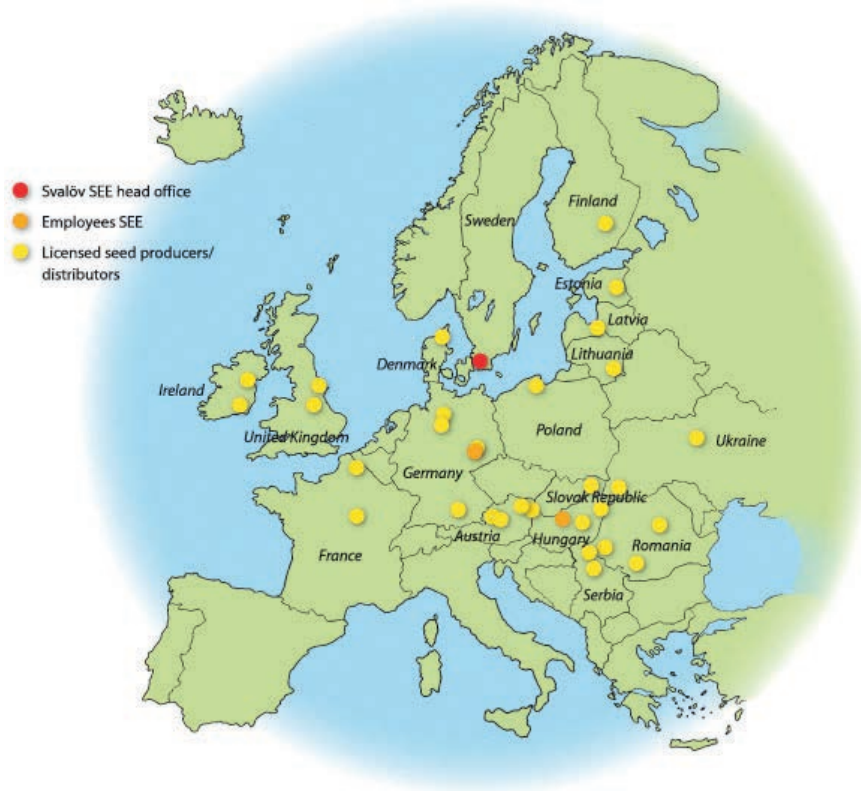 Svalöv SEE head office
Employees SEE
Licensed seed producers/
distributors
Finland
Sweden
Estonia
Latvia
Denmark
Lithuania
Ireland
United Kingdom
Poland
Ukraine
Germany
Slovak Republic
Austria
Hungary
Romania
France
Serbia